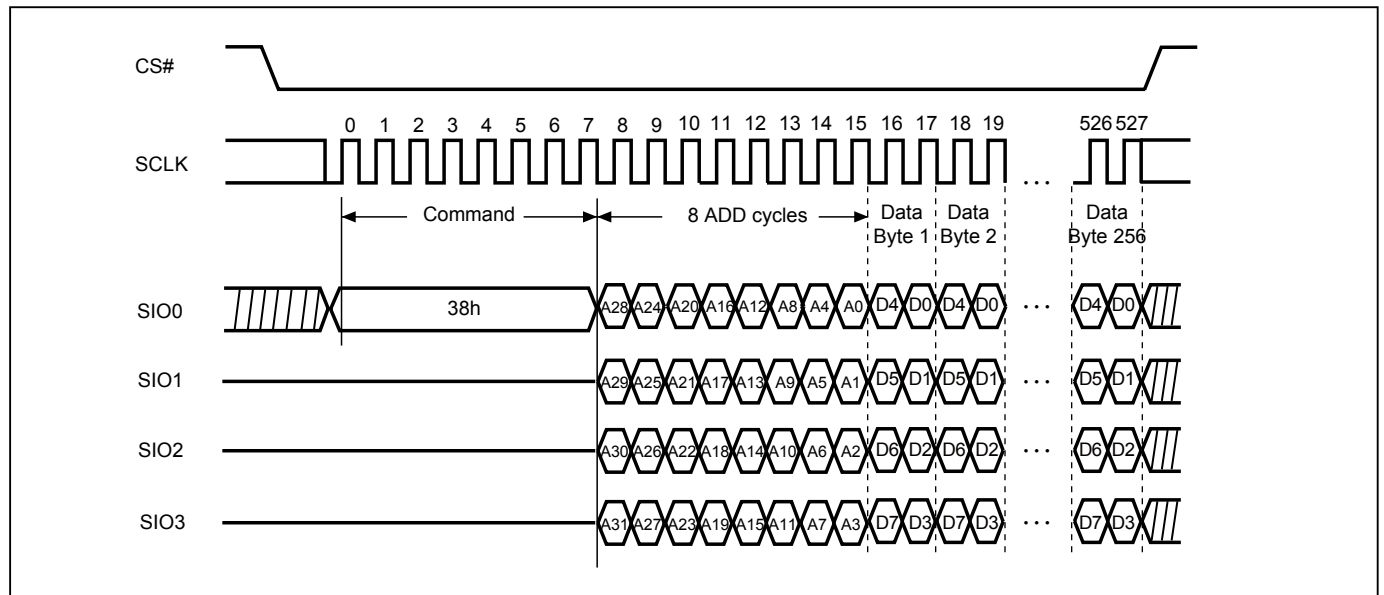 CS#
0 1 2 3 4 5 6 7 8 9 10 11 12 13 14 15 16 17 18 19 526 527
SCLK
. . .
Command 8 ADD cycles Data Byte 1 Data Byte 2 Data Byte 256
SIO0 38h A28 A24 A20 A16 A12 A8 A4 A0 D4 D0 D4 D0 . . . D4 D0
SIO1 A29 A25 A21 A17 A13 A9 A5 A1 D5 D1 D5 D1 . . . D5 D1
SIO2 A30 A26 A22 A18 A14 A10 A6 A2 D6 D2 D6 D2 . . . D6 D2
SIO3 A31 A27 A23 A19 A15 A11 A7 A3 D7 D3 D7 D3 . . . D7 D3